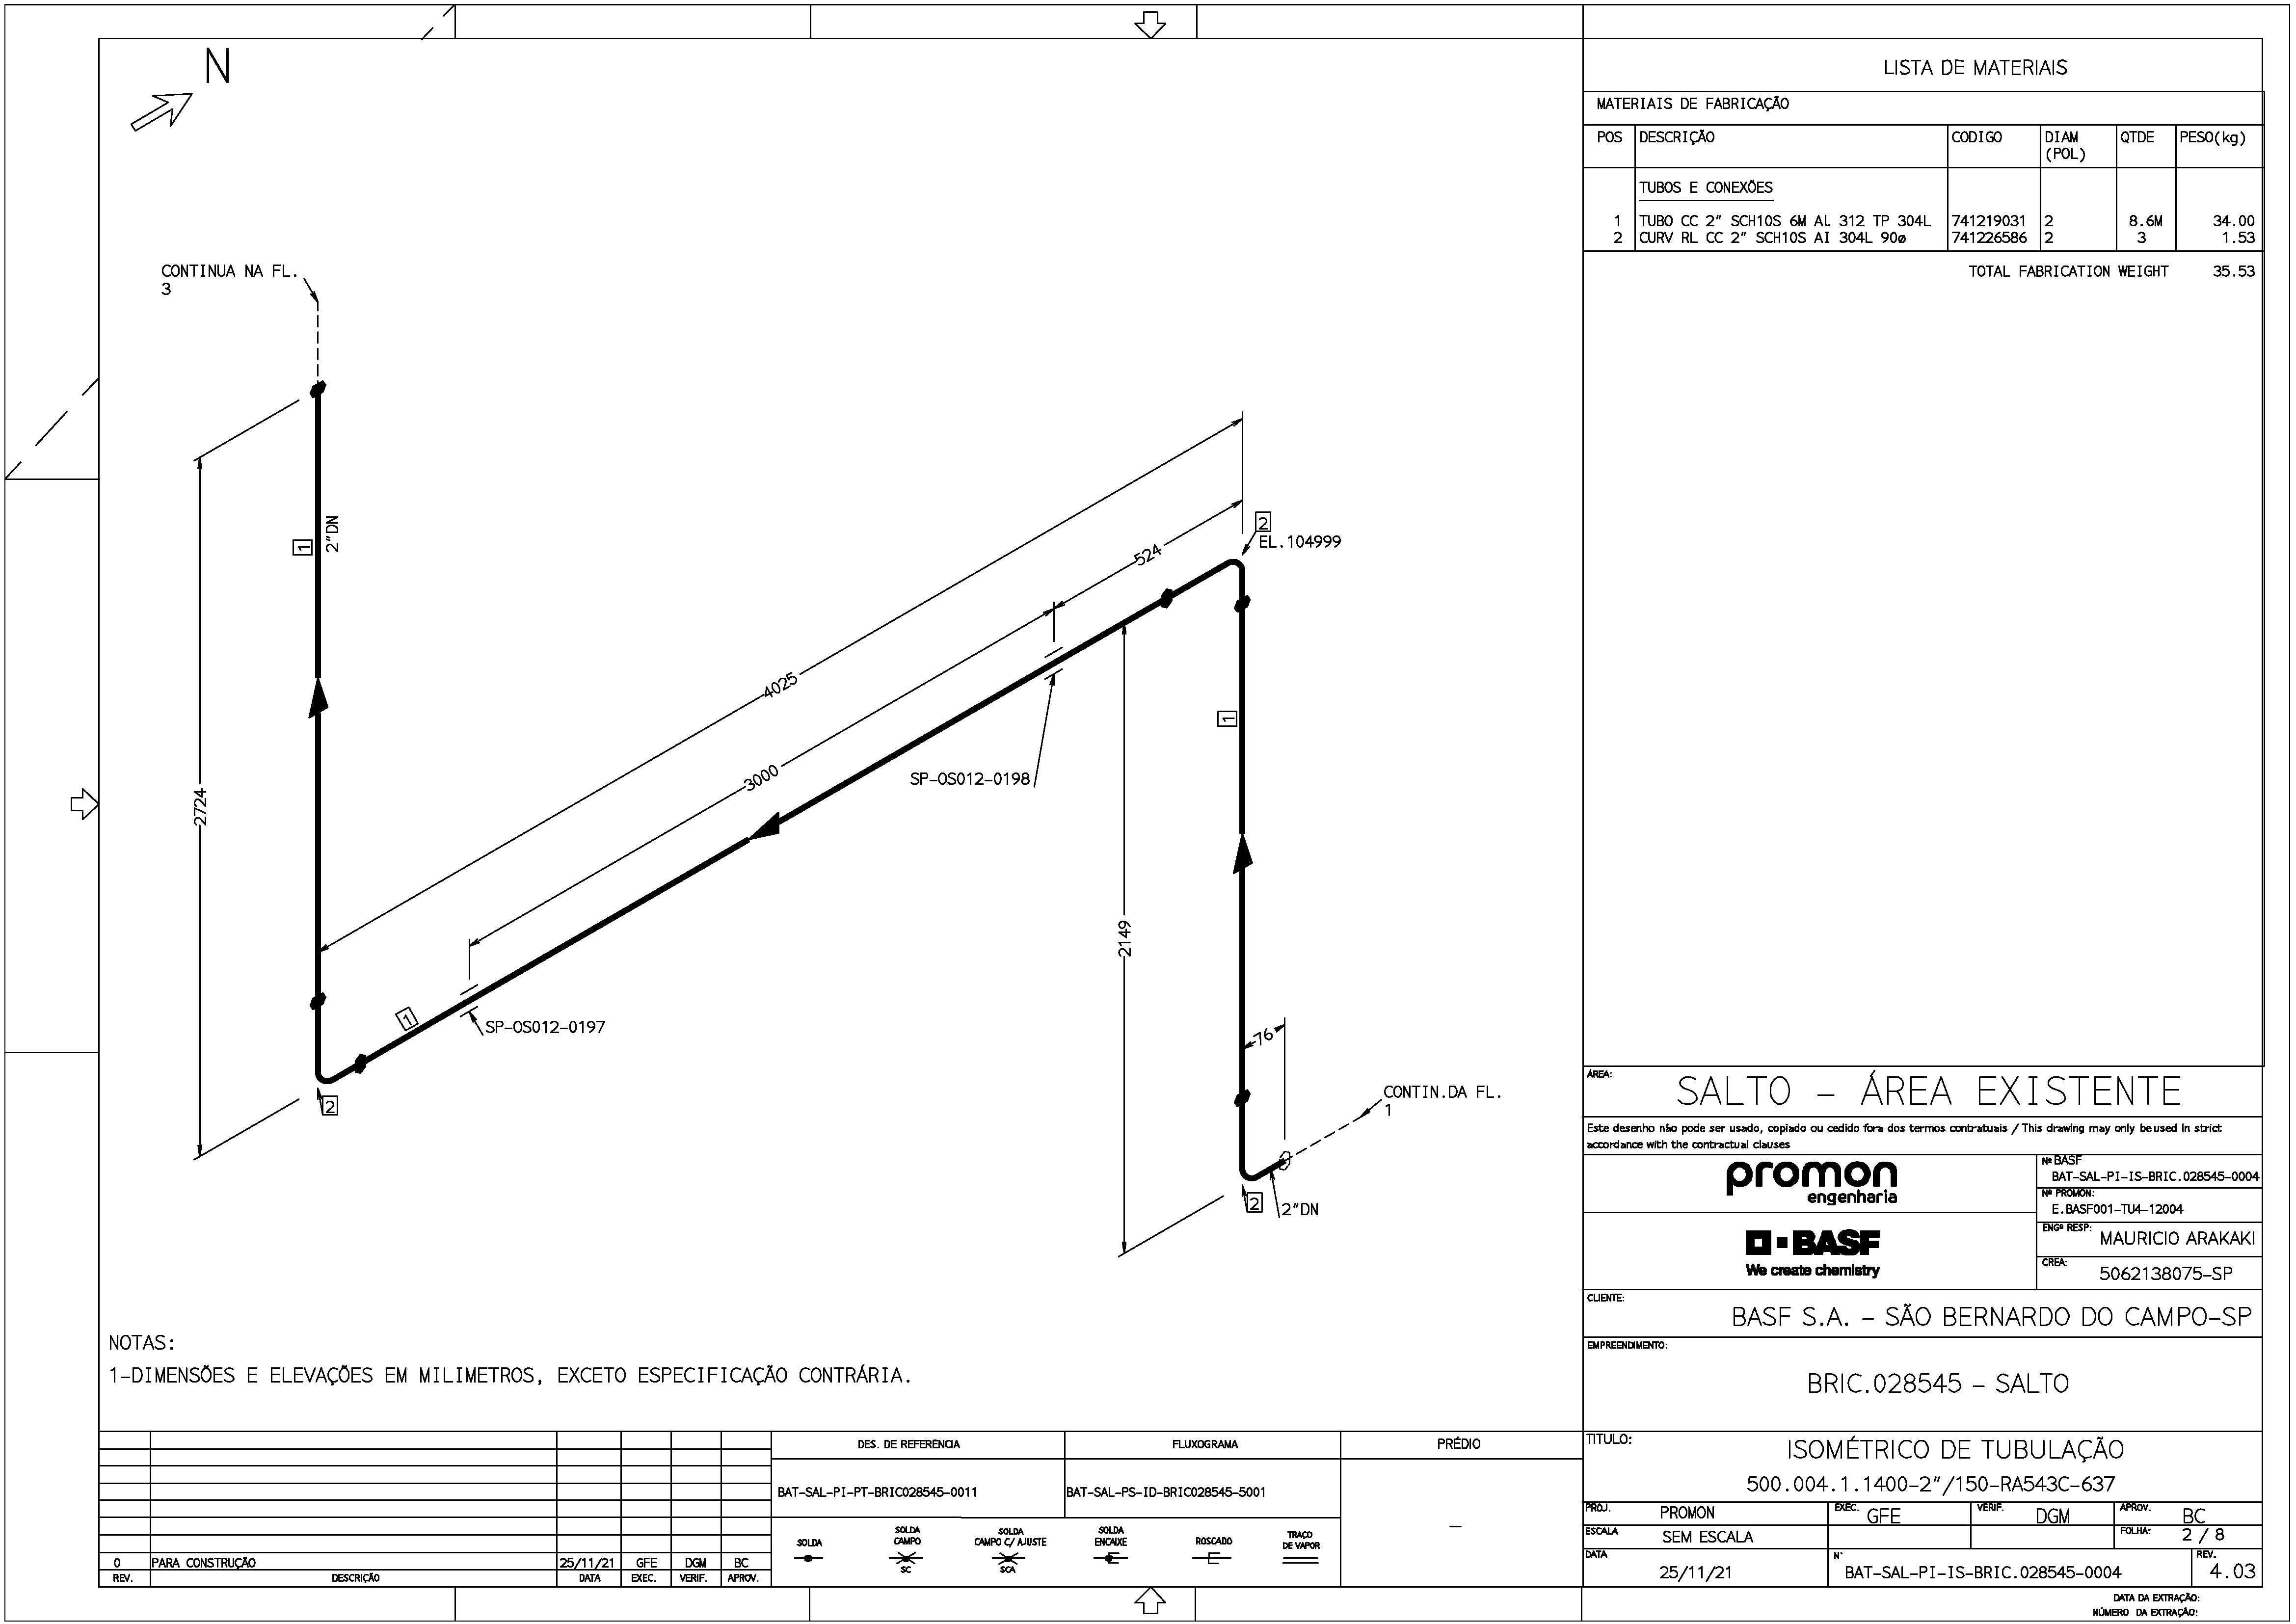 N
LISTA DE MATERIAIS
MATERIAIS DE FABRICAÇÃO
POS DESCRIÇÃO CODIGO DIAM (POL) QTDE PESO(kg)
TUBOS E CONEXÕES
1 TUBO CC 2" SCH10S 6M AL 312 TP 304L 741219031 2 8.6M 34.00
2 CURV RL CC 2" SCH10S AI 304L 90ø 741226586 2 3 1.53
TOTAL FABRICATION WEIGHT 35.53
CONTINUA NA FL.
3
1
2"DN
2724
4025
3000
524
2
EL.104999
SP-OS012-0198
1
2149
1
SP-OS012-0197
2
76
CONTIN.DA FL.
1
2
2"DN
NOTAS:
1-DIMENSÕES E ELEVAÇÕES EM MILIMETROS, EXCETO ESPECIFICAÇÃO CONTRÁRIA.
ÁREA:
SALTO - ÁREA EXISTENTE
Este desenho não pode ser usado, copiado ou cedido fora dos termos contratuais / This drawing may only be used in strict
accordance with the contractual clauses
promon
engenharia
Nº BASF
BAT-SAL-PI-IS-BRIC.028545-0004
Nº PROMON:
E.BASF001-TU4-12004
BASF
We create chemistry
ENGº RESP:
MAURICIO ARAKAKI
CREA:
5062138075-SP
CLIENTE:
BASF S.A. - SÃO BERNARDO DO CAMPO-SP
EMPREENDIMENTO:
BRIC.028545 - SALTO
TITULO:
ISOMÉTRICO DE TUBULAÇÃO
500.004.1.1400-2"/150-RA543C-637
PROJ. PROMON EXEC. GFE VERIF. DGM APROV. BC
ESCALA SEM ESCALA FOLHA: 2 / 8
DATA 25/11/21 N° BAT-SAL-PI-IS-BRIC.028545-0004 REV. 4.03
DATA DA EXTRAÇÃO:
NÚMERO DA EXTRAÇÃO:
DES. DE REFERÊNCIA FLUXOGRAMA PRÉDIO
BAT-SAL-PI-PT-BRIC028545-0011 BAT-SAL-PS-ID-BRIC028545-5001 -
SOLDA
SOLDA CAMPO
SC
SOLDA CAMPO C/ AJUSTE
SCA
SOLDA ENCAIXE
ROSCADO
TRAÇO DE VAPOR
0 PARA CONSTRUÇÃO 25/11/21 GFE DGM BC
REV. DESCRIÇÃO DATA EXEC. VERIF. APROV.